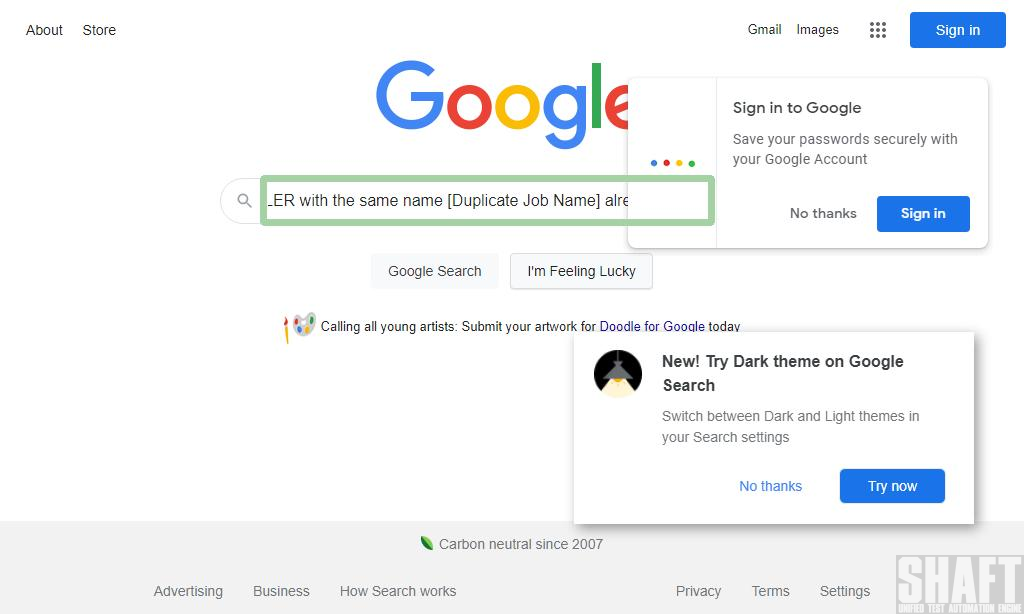 About Store Gmail Images Sign in
Google
Sign in to Google
Save your passwords securely with
your Google Account
No thanks Sign in
LER with the same name [Duplicate Job Name] alre
Google Search I'm Feeling Lucky
Calling all young artists: Submit your artwork for Doodle for Google today
New! Try Dark theme on Google
Search
Switch between Dark and Light themes in
your Search settings
No thanks Try now
Carbon neutral since 2007
Advertising Business How Search works Privacy Terms Settings
SHAFT
UNIFIED TEST AUTOMATION ENGINE